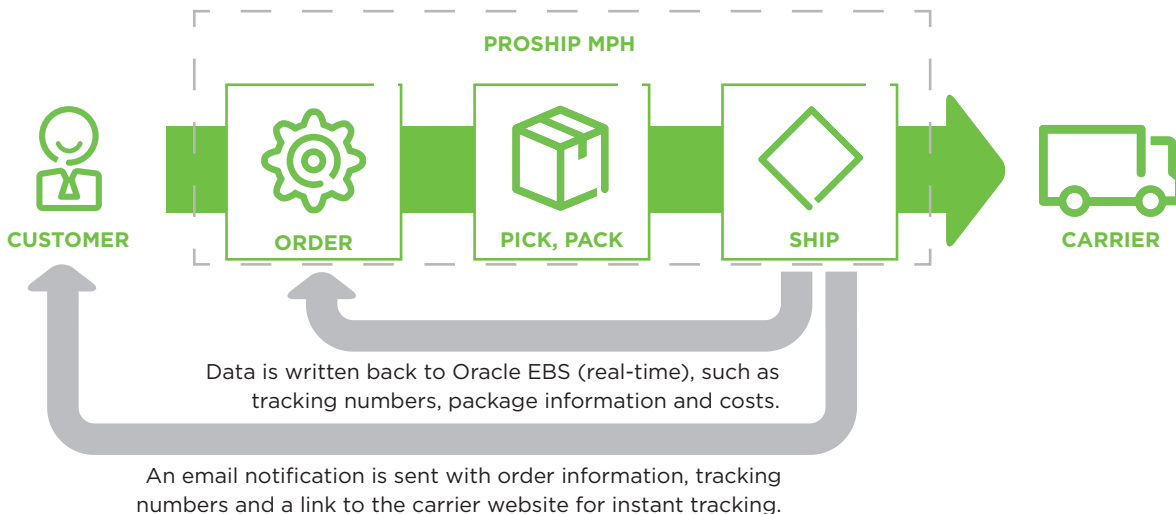 PROSHIP MPH
CUSTOMER
ORDER
PICK, PACK
SHIP
CARRIER
Data is written back to Oracle EBS (real-time), such as
tracking numbers, package information and costs.
An email notification is sent with order information, tracking
numbers and a link to the carrier website for instant tracking.